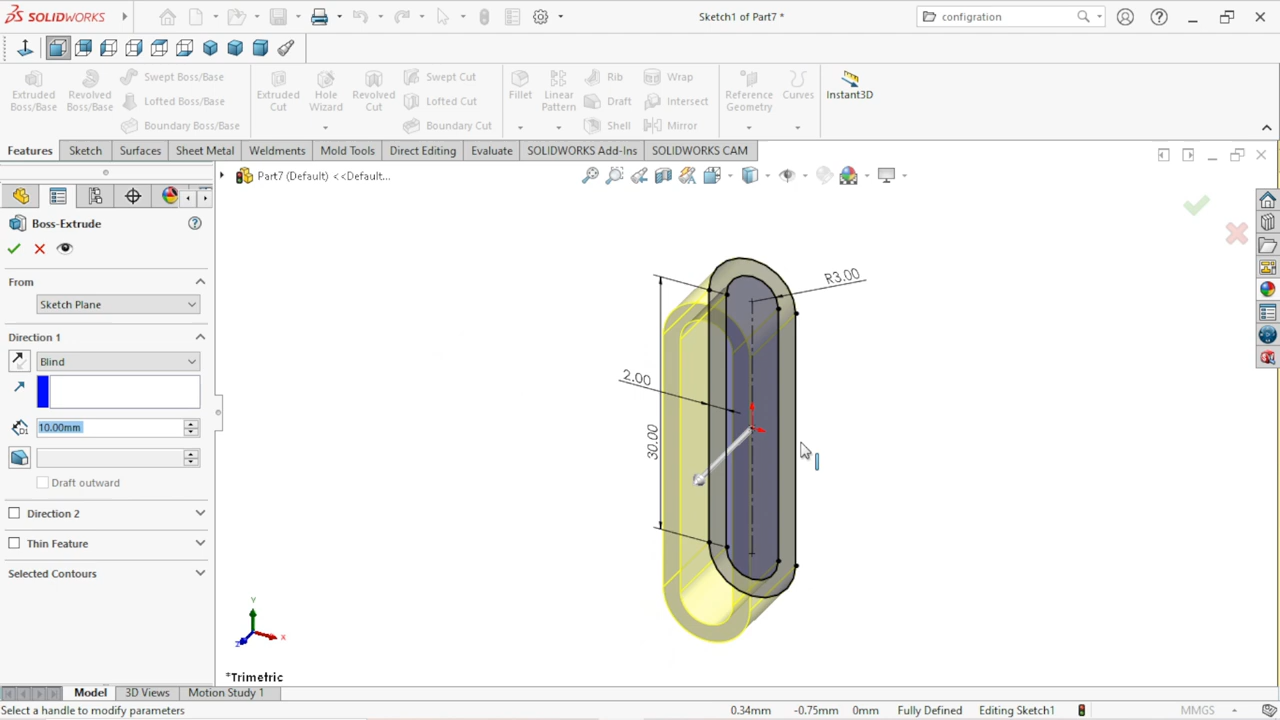 SOLIDWORKS
Sketch1 of Part7 *
configration
Extruded Boss/Base
Revolved Boss/Base
Swept Boss/Base
Lofted Boss/Base
Boundary Boss/Base
Extruded Cut
Hole Wizard
Revolved Cut
Swept Cut
Lofted Cut
Boundary Cut
Fillet
Linear Pattern
Rib
Draft
Shell
Wrap
Intersect
Mirror
Reference Geometry
Curves
Instant3D
Features
Sketch
Surfaces
Sheet Metal
Weldments
Mold Tools
Direct Editing
Evaluate
SOLIDWORKS Add-Ins
SOLIDWORKS CAM
Part7 (Default) <<Default...
Boss-Extrude
From
Sketch Plane
Direction 1
Blind
D1
10.00mm
Draft outward
Direction 2
Thin Feature
Selected Contours
R3.00
2.00
30.00
Y
X
Z
*Trimetric
Model
3D Views
Motion Study 1
Select a handle to modify parameters
0.34mm
-0.75mm
0mm
Fully Defined
Editing Sketch1
MMGS